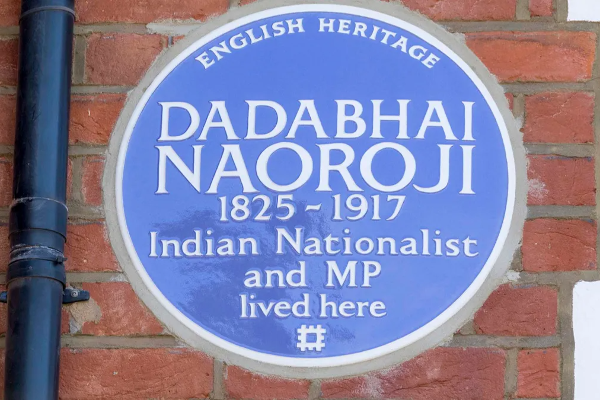 ENGLISH HERITAGE
DADABHAI
NAOROJI
1825 ~ 1917
Indian Nationalist
and MP
lived here